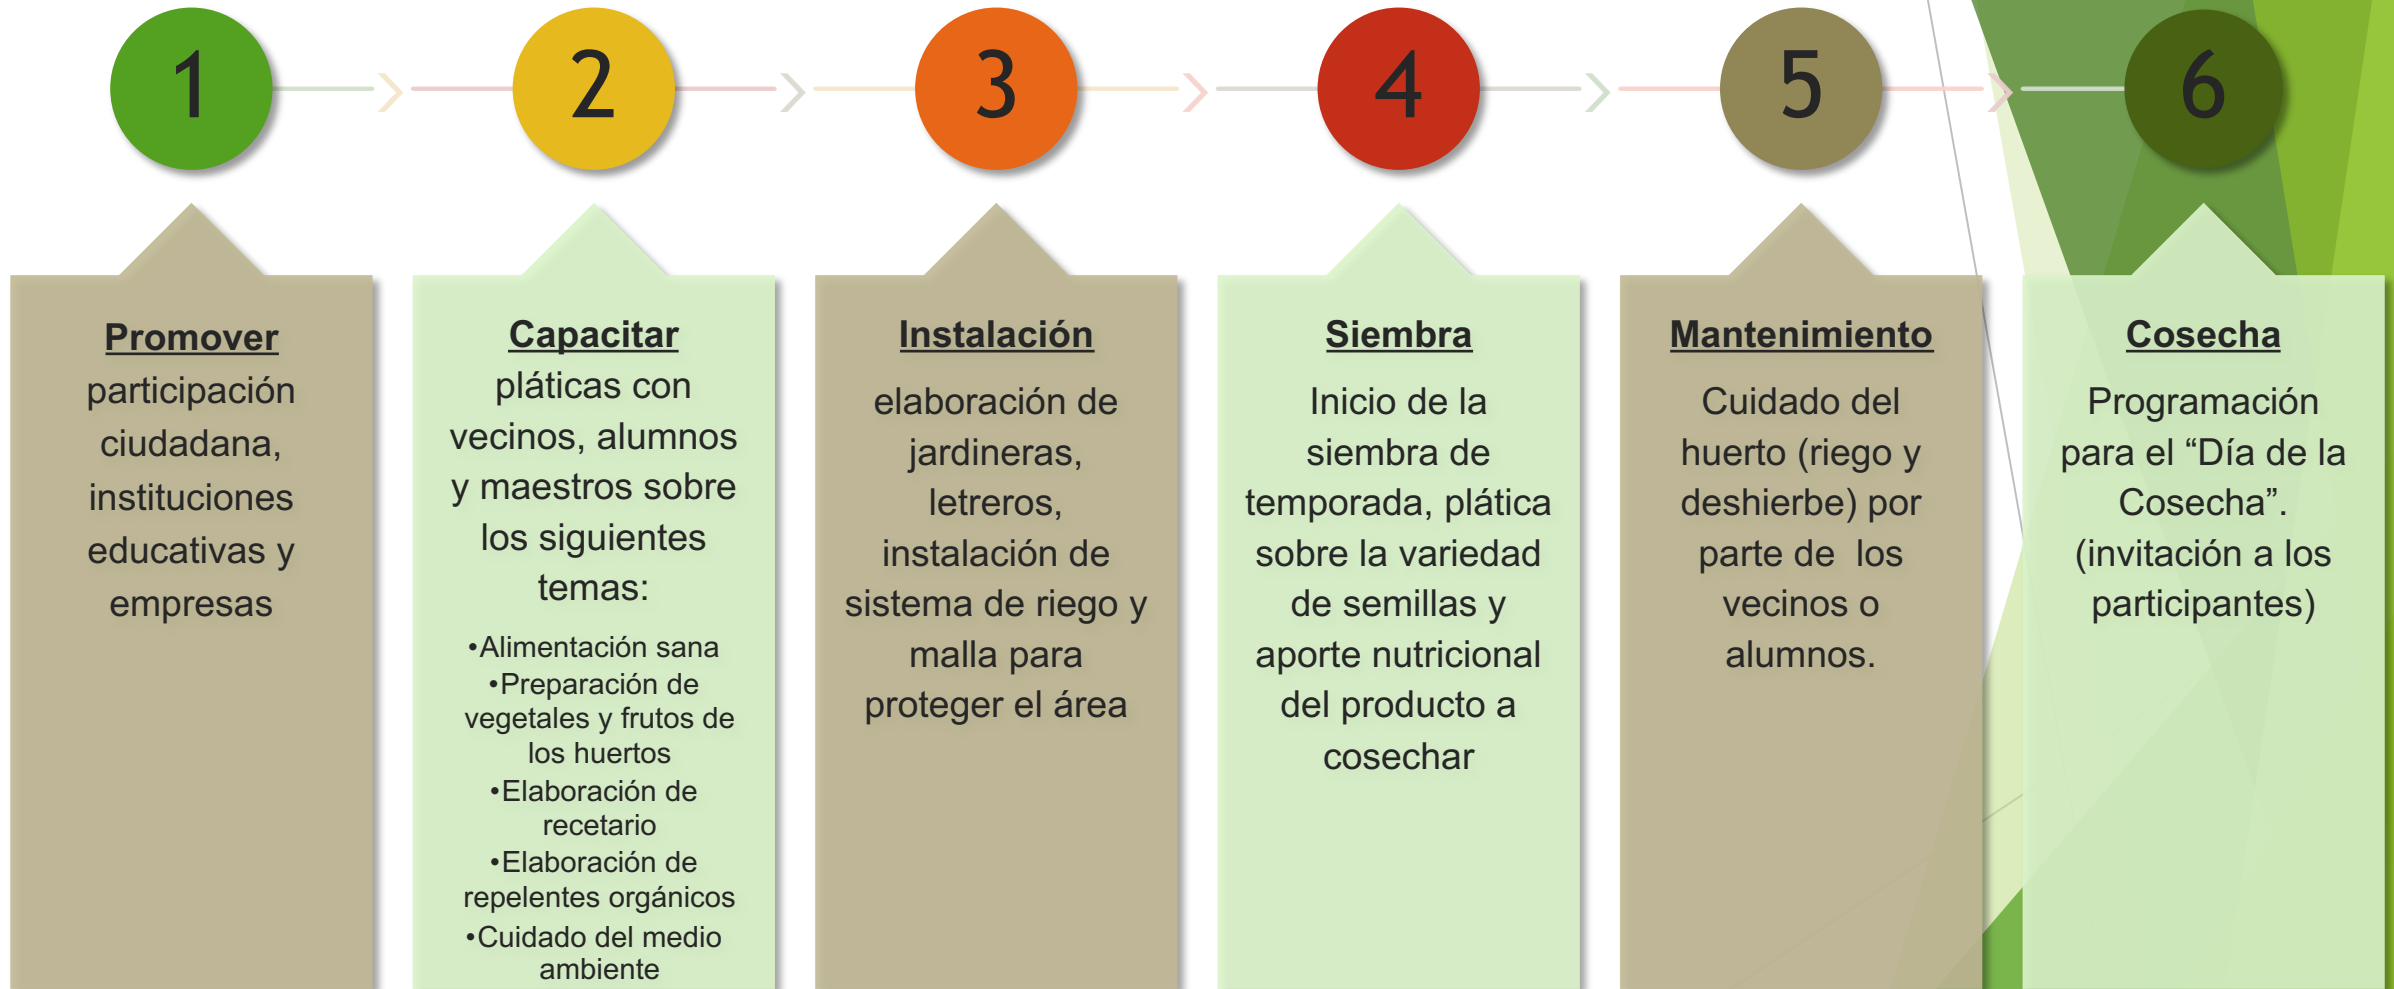 1
2
3
4
5
6
Promover
participación
ciudadana,
instituciones
educativas y
empresas
Capacitar
pláticas con
vecinos, alumnos
y maestros sobre
los siguientes
temas:
•Alimentación sana
•Preparación de
vegetales y frutos de
los huertos
•Elaboración de
recetario
•Elaboración de
repelentes orgánicos
•Cuidado del medio
ambiente
Instalación
elaboración de
jardineras,
letreros,
instalación de
sistema de riego y
malla para
proteger el área
Siembra
Inicio de la
siembra de
temporada, plática
sobre la variedad
de semillas y
aporte nutricional
del producto a
cosechar
Mantenimiento
Cuidado del
huerto (riego y
deshierbe) por
parte de  los
vecinos o
alumnos.
Cosecha
Programación
para el “Día de la
Cosecha”.
(invitación a los
participantes)